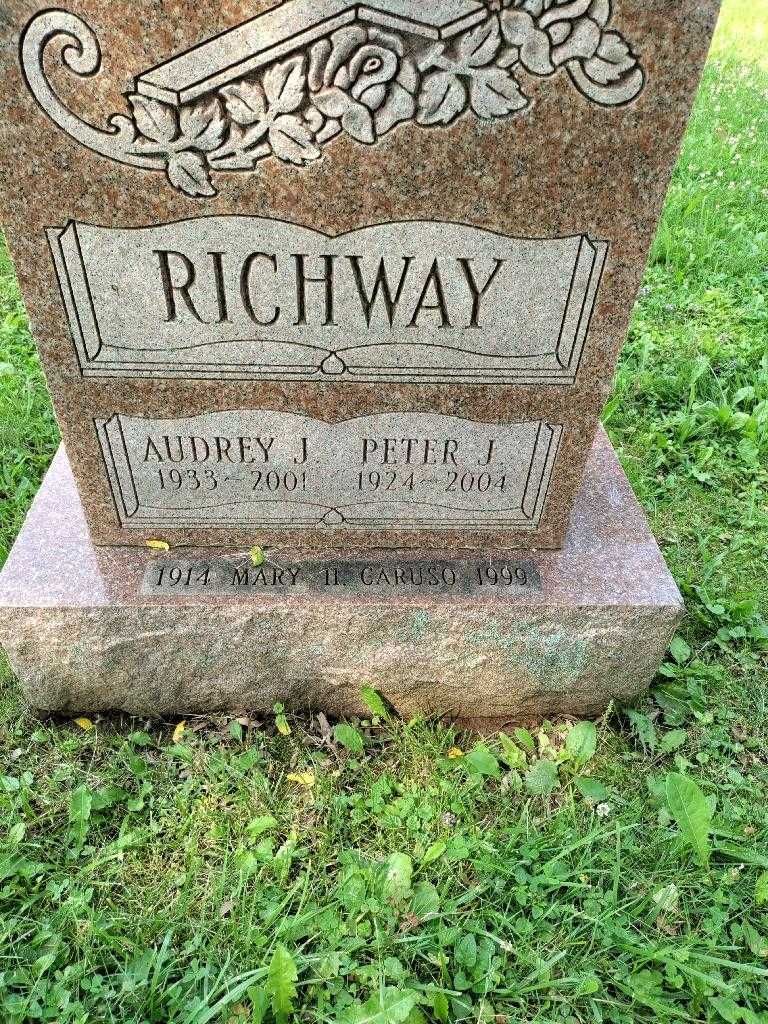 RICHWAY
AUDREY J. PETER J.
1933~2001 1924~2004
1914 MARY H. CARUSO 1999